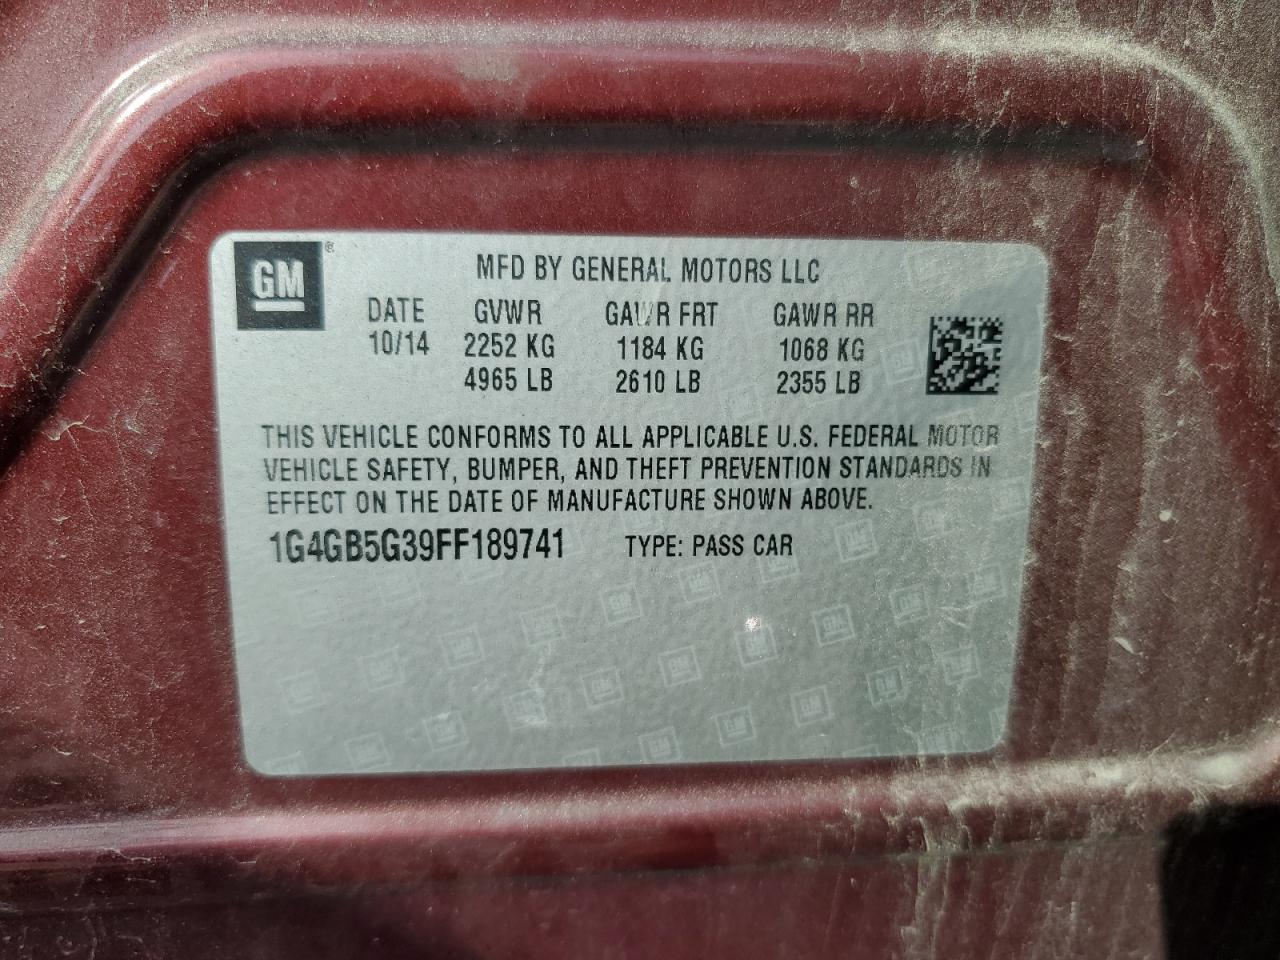 GM ®
MFD BY GENERAL MOTORS LLC
DATE GVWR GAWR FRT GAWR RR
10/14 2252 KG 1184 KG 1068 KG
4965 LB 2610 LB 2355 LB
THIS VEHICLE CONFORMS TO ALL APPLICABLE U.S. FEDERAL MOTOR
VEHICLE SAFETY, BUMPER, AND THEFT PREVENTION STANDARDS IN
EFFECT ON THE DATE OF MANUFACTURE SHOWN ABOVE.
1G4GB5G39FF189741 TYPE: PASS CAR